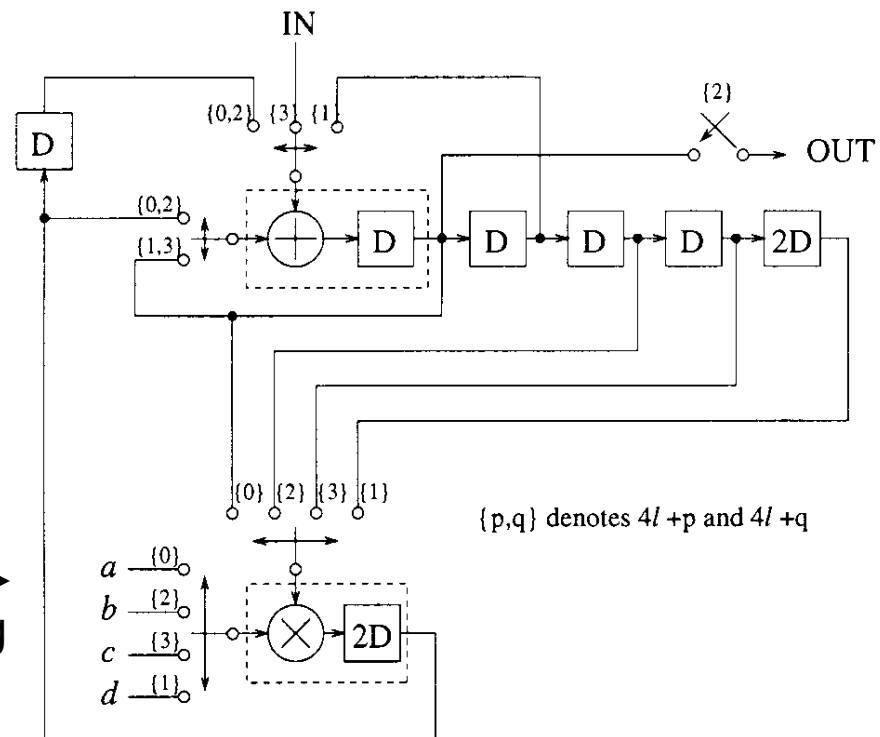 IN
{0,2} {3} {1}
{2}
OUT
D
{0,2}
{1,3}
D D D D 2D
{0} {2} {3} {1}
{p,q} denotes 4l +p and 4l +q
a {0}
b {2}
c {3}
d {1}
2D